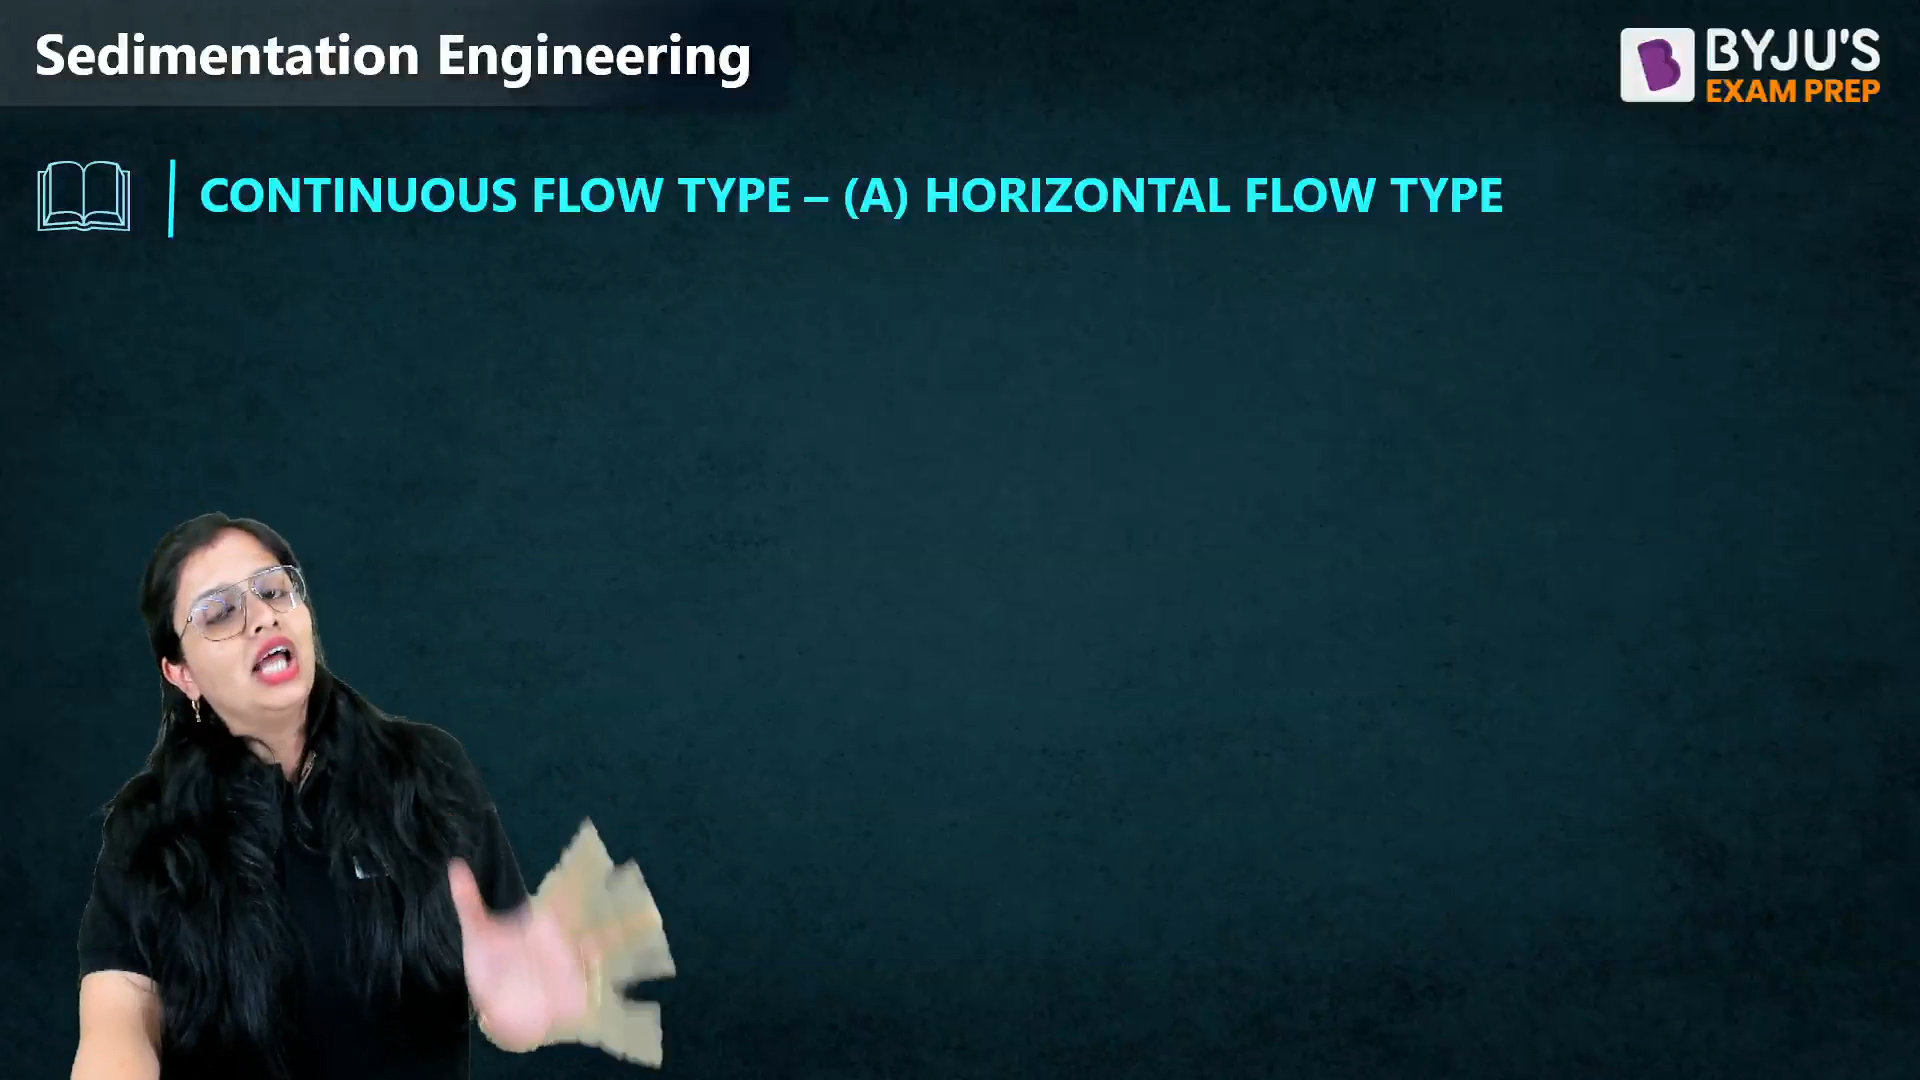 Sedimentation Engineering
BYJU'S
EXAM PREP
CONTINUOUS FLOW TYPE – (A) HORIZONTAL FLOW TYPE